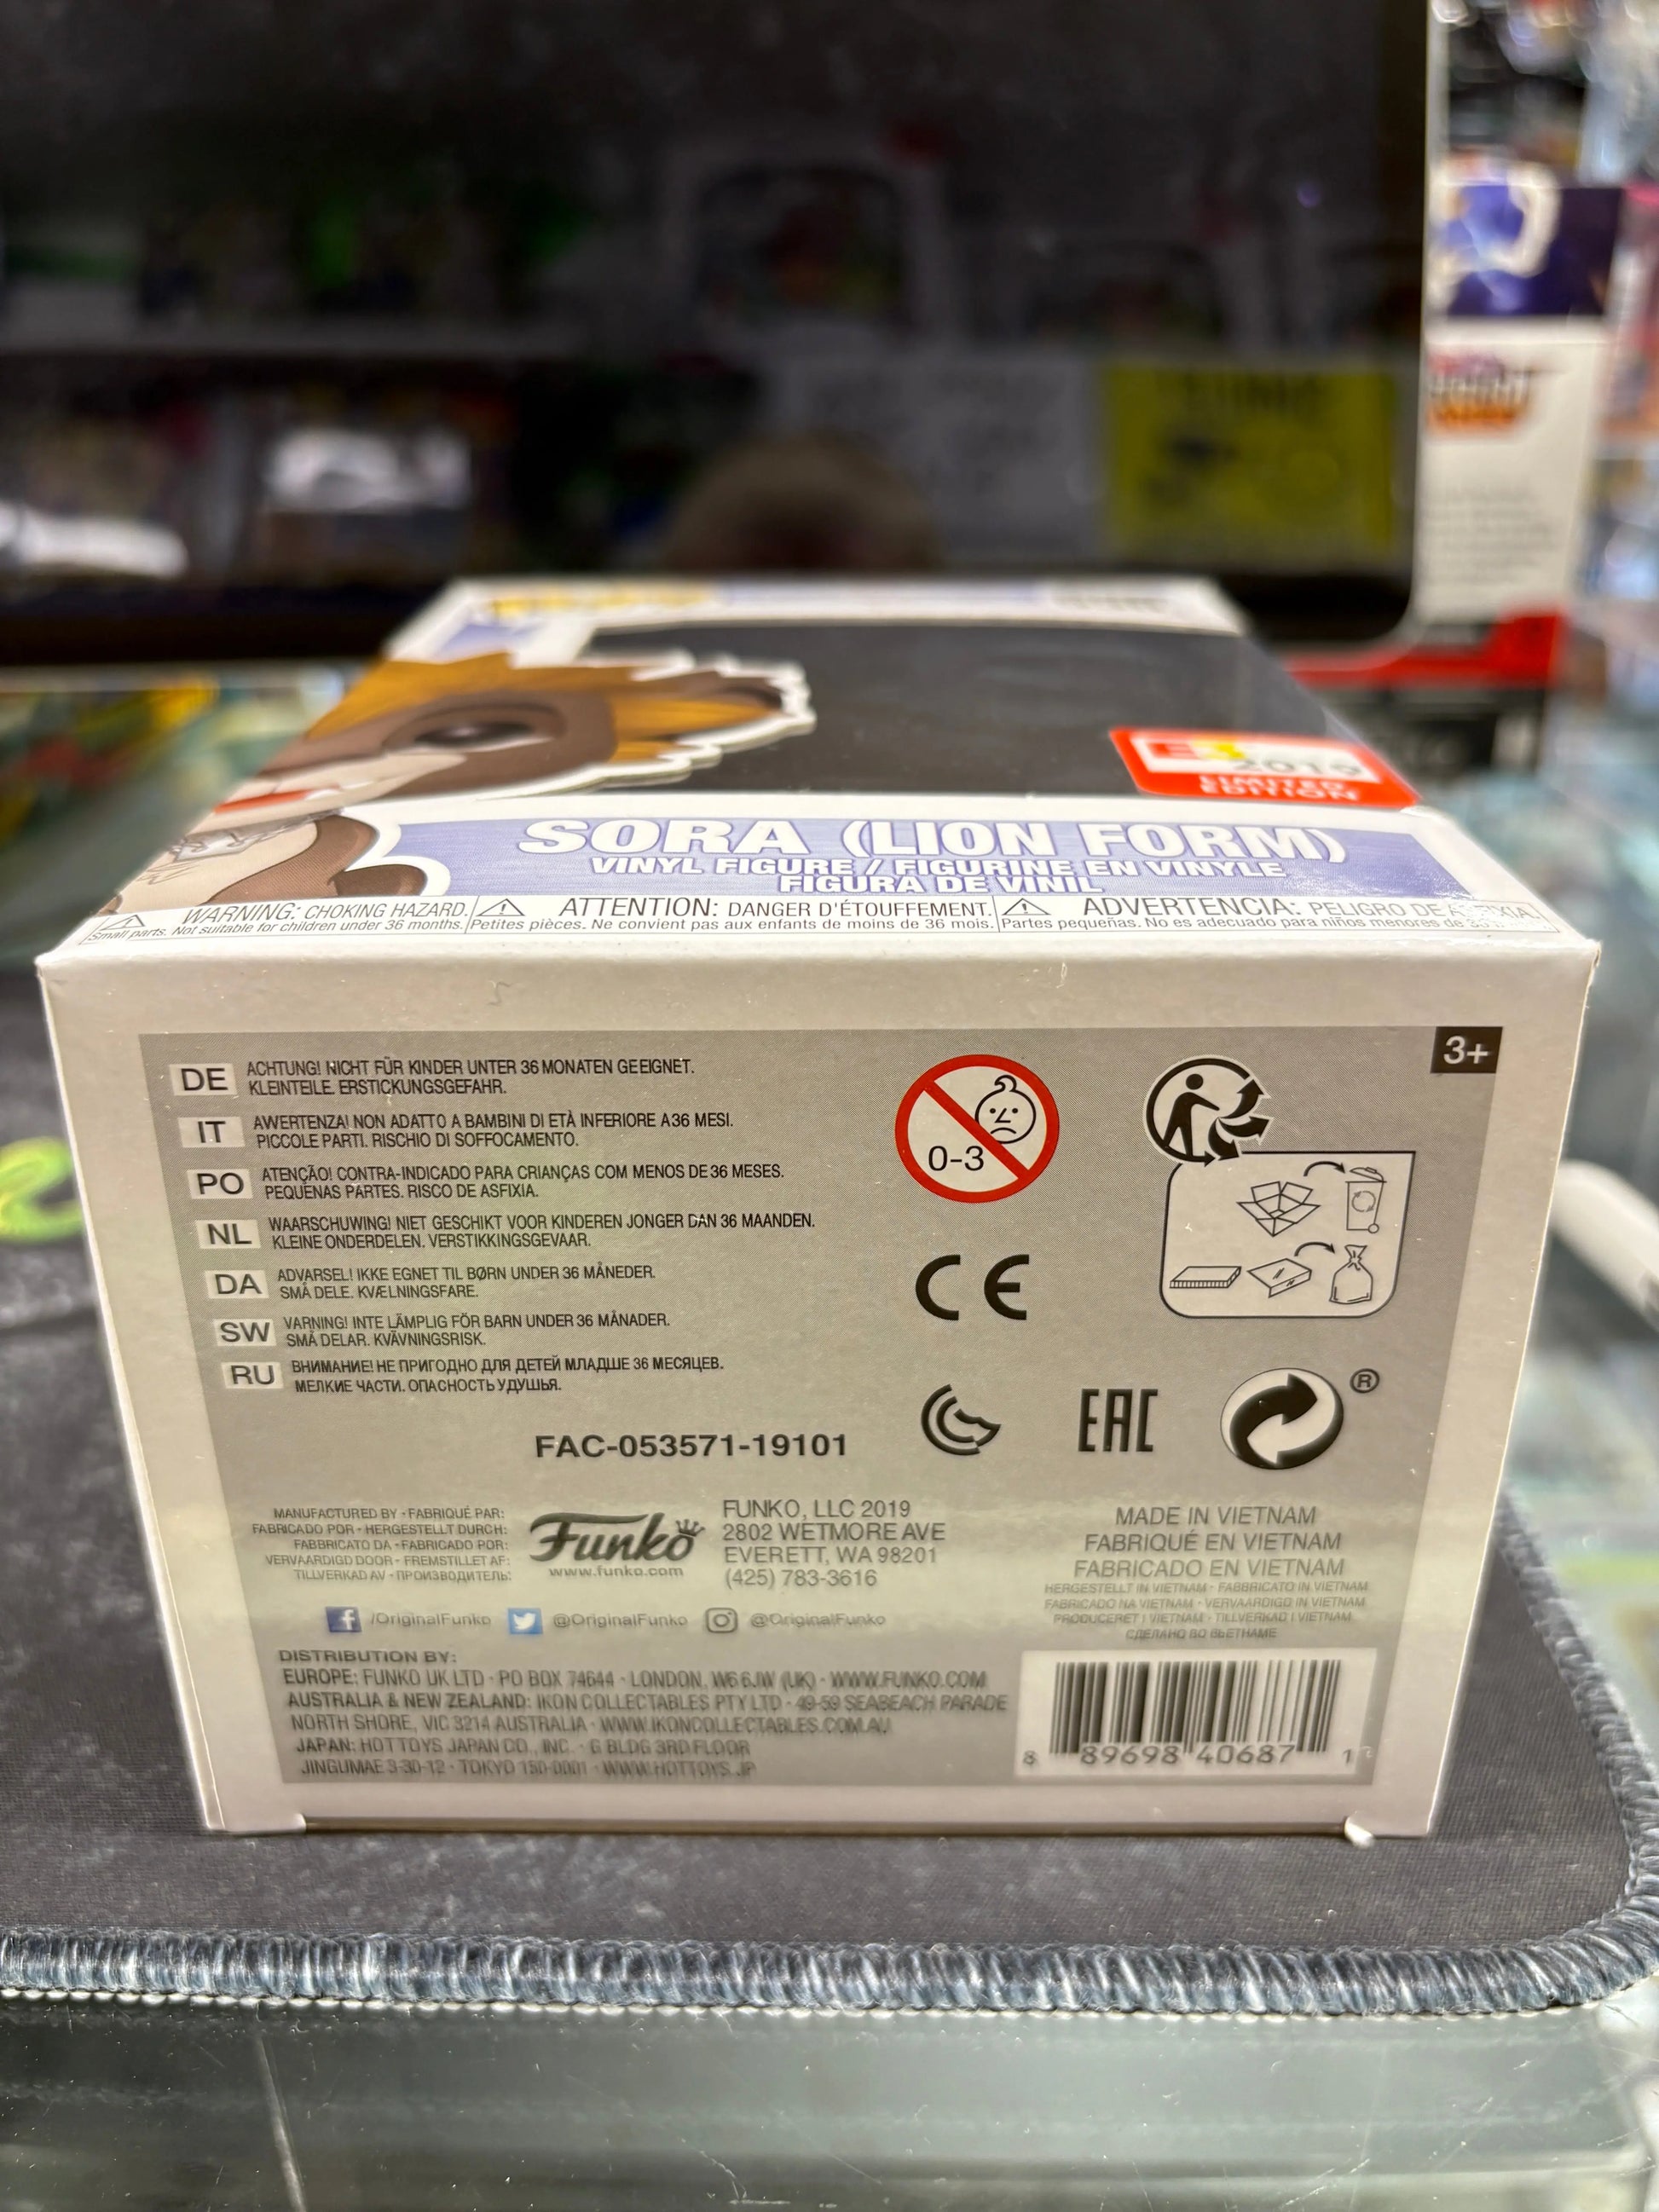 2019
LIMITED
EDITION
SORA (LION FORM)
VINYL FIGURE / FIGURINE EN VINYLE
FIGURA DE VINIL
WARNING: CHOKING HAZARD.
Small parts. Not suitable for children under 36 months.
ATTENTION: DANGER D'ÉTOUFFEMENT.
Petites pièces. Ne convient pas aux enfants de moins de 36 mois.
ADVERTENCIA: PELIGRO DE ASFIXIA.
Partes pequeñas. No es adecuado para niños menores de 36
3+
DE ACHTUNG! NICHT FÜR KINDER UNTER 36 MONATEN GEEIGNET.
KLEINTEILE. ERSTICKUNGSGEFAHR.
IT AWERTENZA! NON ADATTO A BAMBINI DI ETÀ INFERIORE A 36 MESI.
PICCOLE PARTI. RISCHIO DI SOFFOCAMENTO.
PO ATENÇÃO! CONTRA-INDICADO PARA CRIANÇAS COM MENOS DE 36 MESES.
PEQUENAS PARTES. RISCO DE ASFIXIA.
NL WAARSCHUWING! NIET GESCHIKT VOOR KINDEREN JONGER DAN 36 MAANDEN.
KLEINE ONDERDELEN. VERSTIKKINGSGEVAAR.
DA ADVARSEL! IKKE EGNET TIL BØRN UNDER 36 MÅNEDER.
SMÅ DELE. KVÆLNINGSFARE.
SW VARNING! INTE LÄMPLIG FÖR BARN UNDER 36 MÅNADER.
SMÅ DELAR. KVÄVNINGSRISK.
RU ВНИМАНИЕ! НЕ ПРИГОДНО ДЛЯ ДЕТЕЙ МЛАДШЕ 36 МЕСЯЦЕВ.
МЕЛКИЕ ЧАСТИ. ОПАСНОСТЬ УДУШЬЯ.
0-3
CE
EAC
®
FAC-053571-19101
MANUFACTURED BY · FABRIQUÉ PAR:
FABRICADO POR · HERGESTELLT DURCH:
FABBRICATO DA · FABRICADO POR:
VERVAARDIGD DOOR · FREMSTILLET AF:
TILLVERKAD AV · ПРОИЗВОДИТЕЛЬ:
Funko
www.funko.com
FUNKO, LLC 2019
2802 WETMORE AVE
EVERETT, WA 98201
(425) 783-3616
MADE IN VIETNAM
FABRIQUÉ EN VIETNAM
FABRICADO EN VIETNAM
HERGESTELLT IN VIETNAM · FABBRICATO IN VIETNAM
FABRICADO NA VIETNAM · VERVAARDIGD IN VIETNAM
PRODUCERET I VIETNAM · TILLVERKAD I VIETNAM
СДЕЛАНО ВО ВЬЕТНАМЕ
/OriginalFunko @OriginalFunko @OriginalFunko
DISTRIBUTION BY:
EUROPE: FUNKO UK LTD · PO BOX 74644 · LONDON, W6 6JW (UK) · WWW.FUNKO.COM
AUSTRALIA & NEW ZEALAND: IKON COLLECTABLES PTY LTD · 49-59 SEABEACH PARADE
NORTH SHORE, VIC 3214 AUSTRALIA · WWW.IKONCOLLECTABLES.COM.AU
JAPAN: HOT TOYS JAPAN CO., INC. · G BLDG 3RD FLOOR
JINGUMAE 3-30-12 · TOKYO 150-0001 · WWW.HOTTOYS.JP
8 89698 40687 1